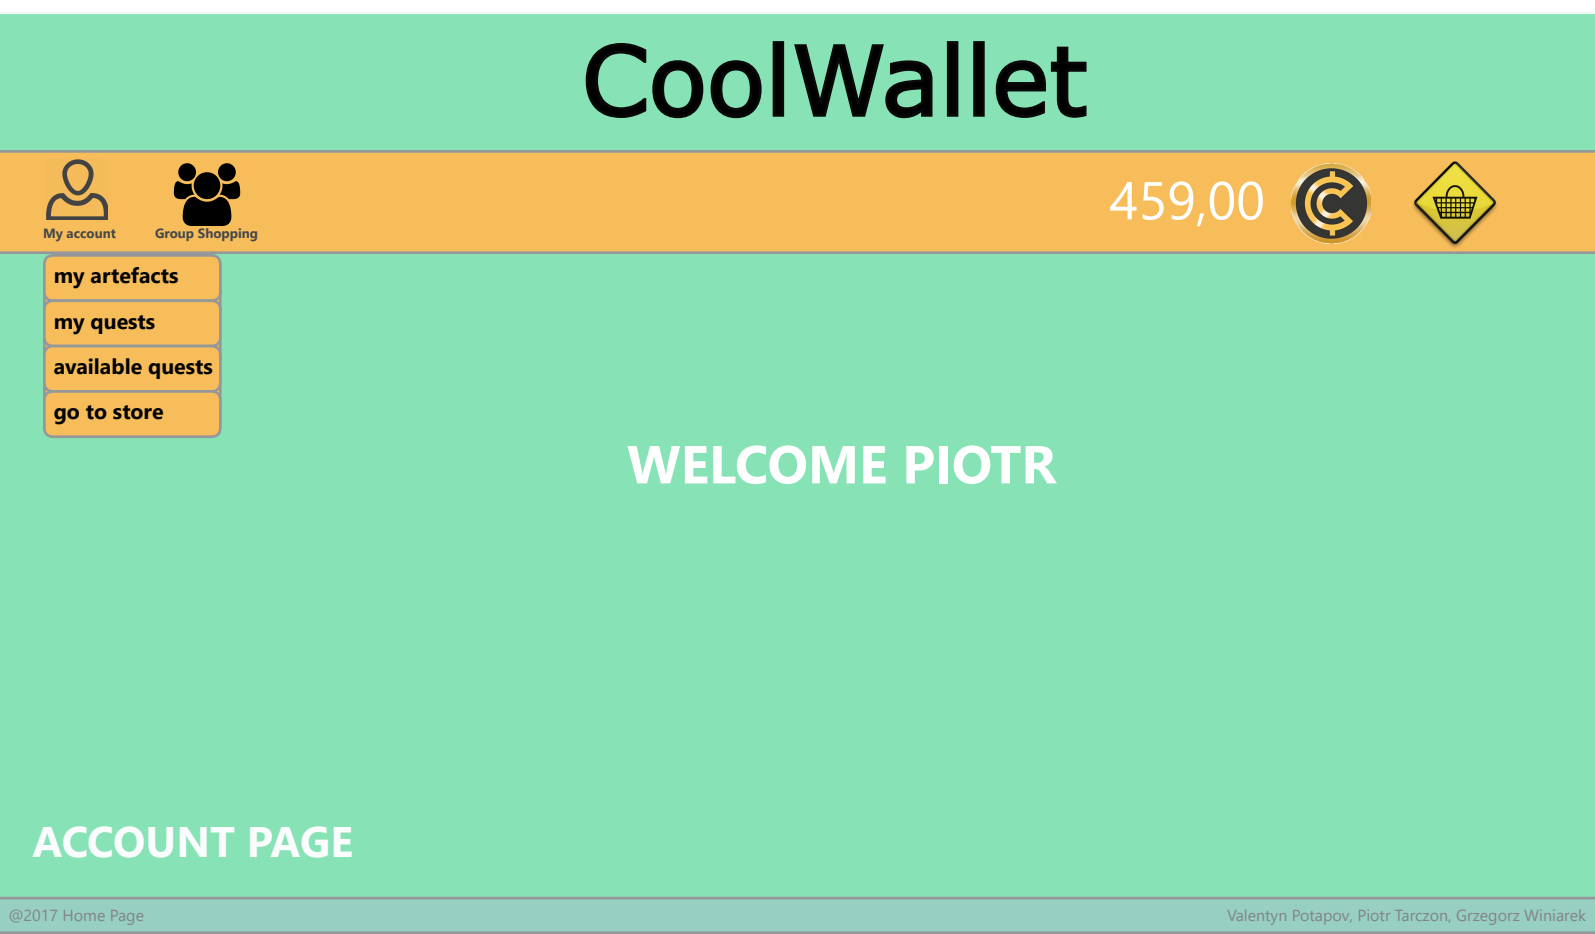 CoolWallet
459,00
My account
Group Shopping
my artefacts
my quests
available quests
go to store
WELCOME PIOTR
ACCOUNT PAGE
@2017 Home Page
Valentyn Potapov, Piotr Tarczon, Grzegorz Winiarek